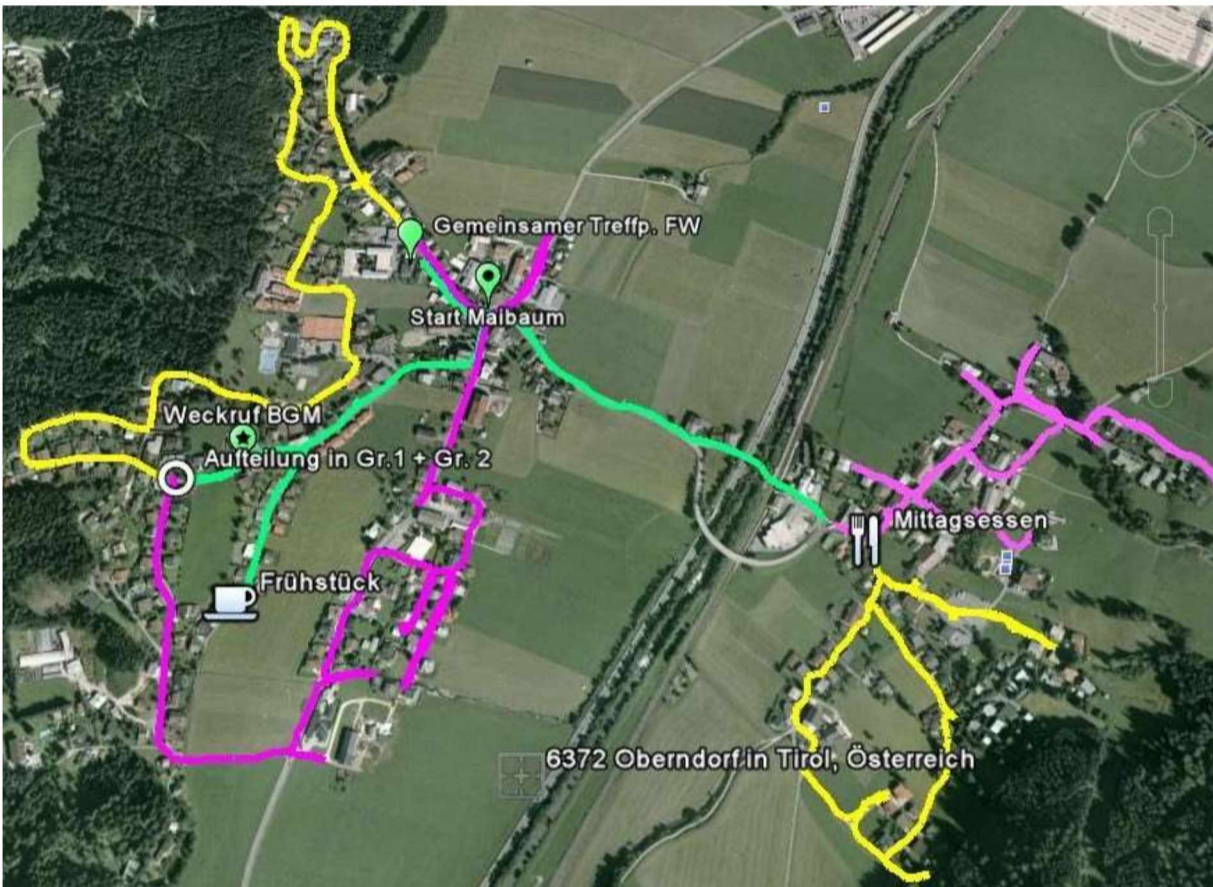 Gemeinsamer Treffp. FW
Start Maibaum
Weckruf BGM
Aufteilung in Gr.1 + Gr. 2
Mittagsessen
Frühstück
6372 Oberndorf in Tirol, Österreich